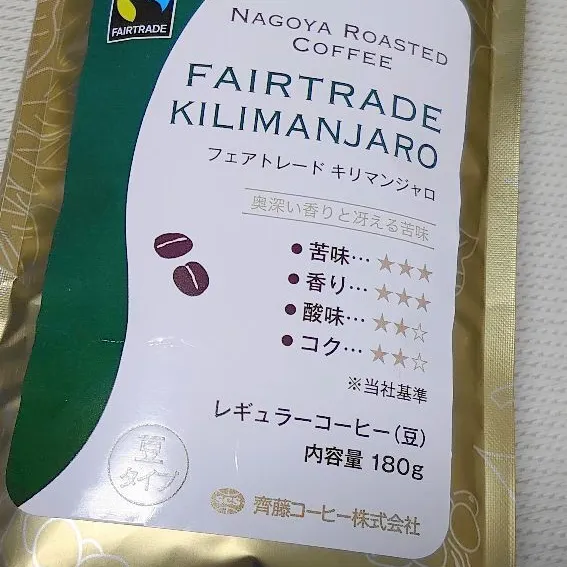 FAIRTRADE
NAGOYA ROASTED
COFFEE
FAIRTRADE
KILIMANJARO
フェアトレード キリマンジャロ
奥深い香りと冴える苦味
● 苦味… ★★★
● 香り… ★★★
● 酸味… ★★☆
● コク… ★★☆
※当社基準
レギュラーコーヒー(豆)
内容量 180g
豆
タイプ
齊藤コーヒー株式会社